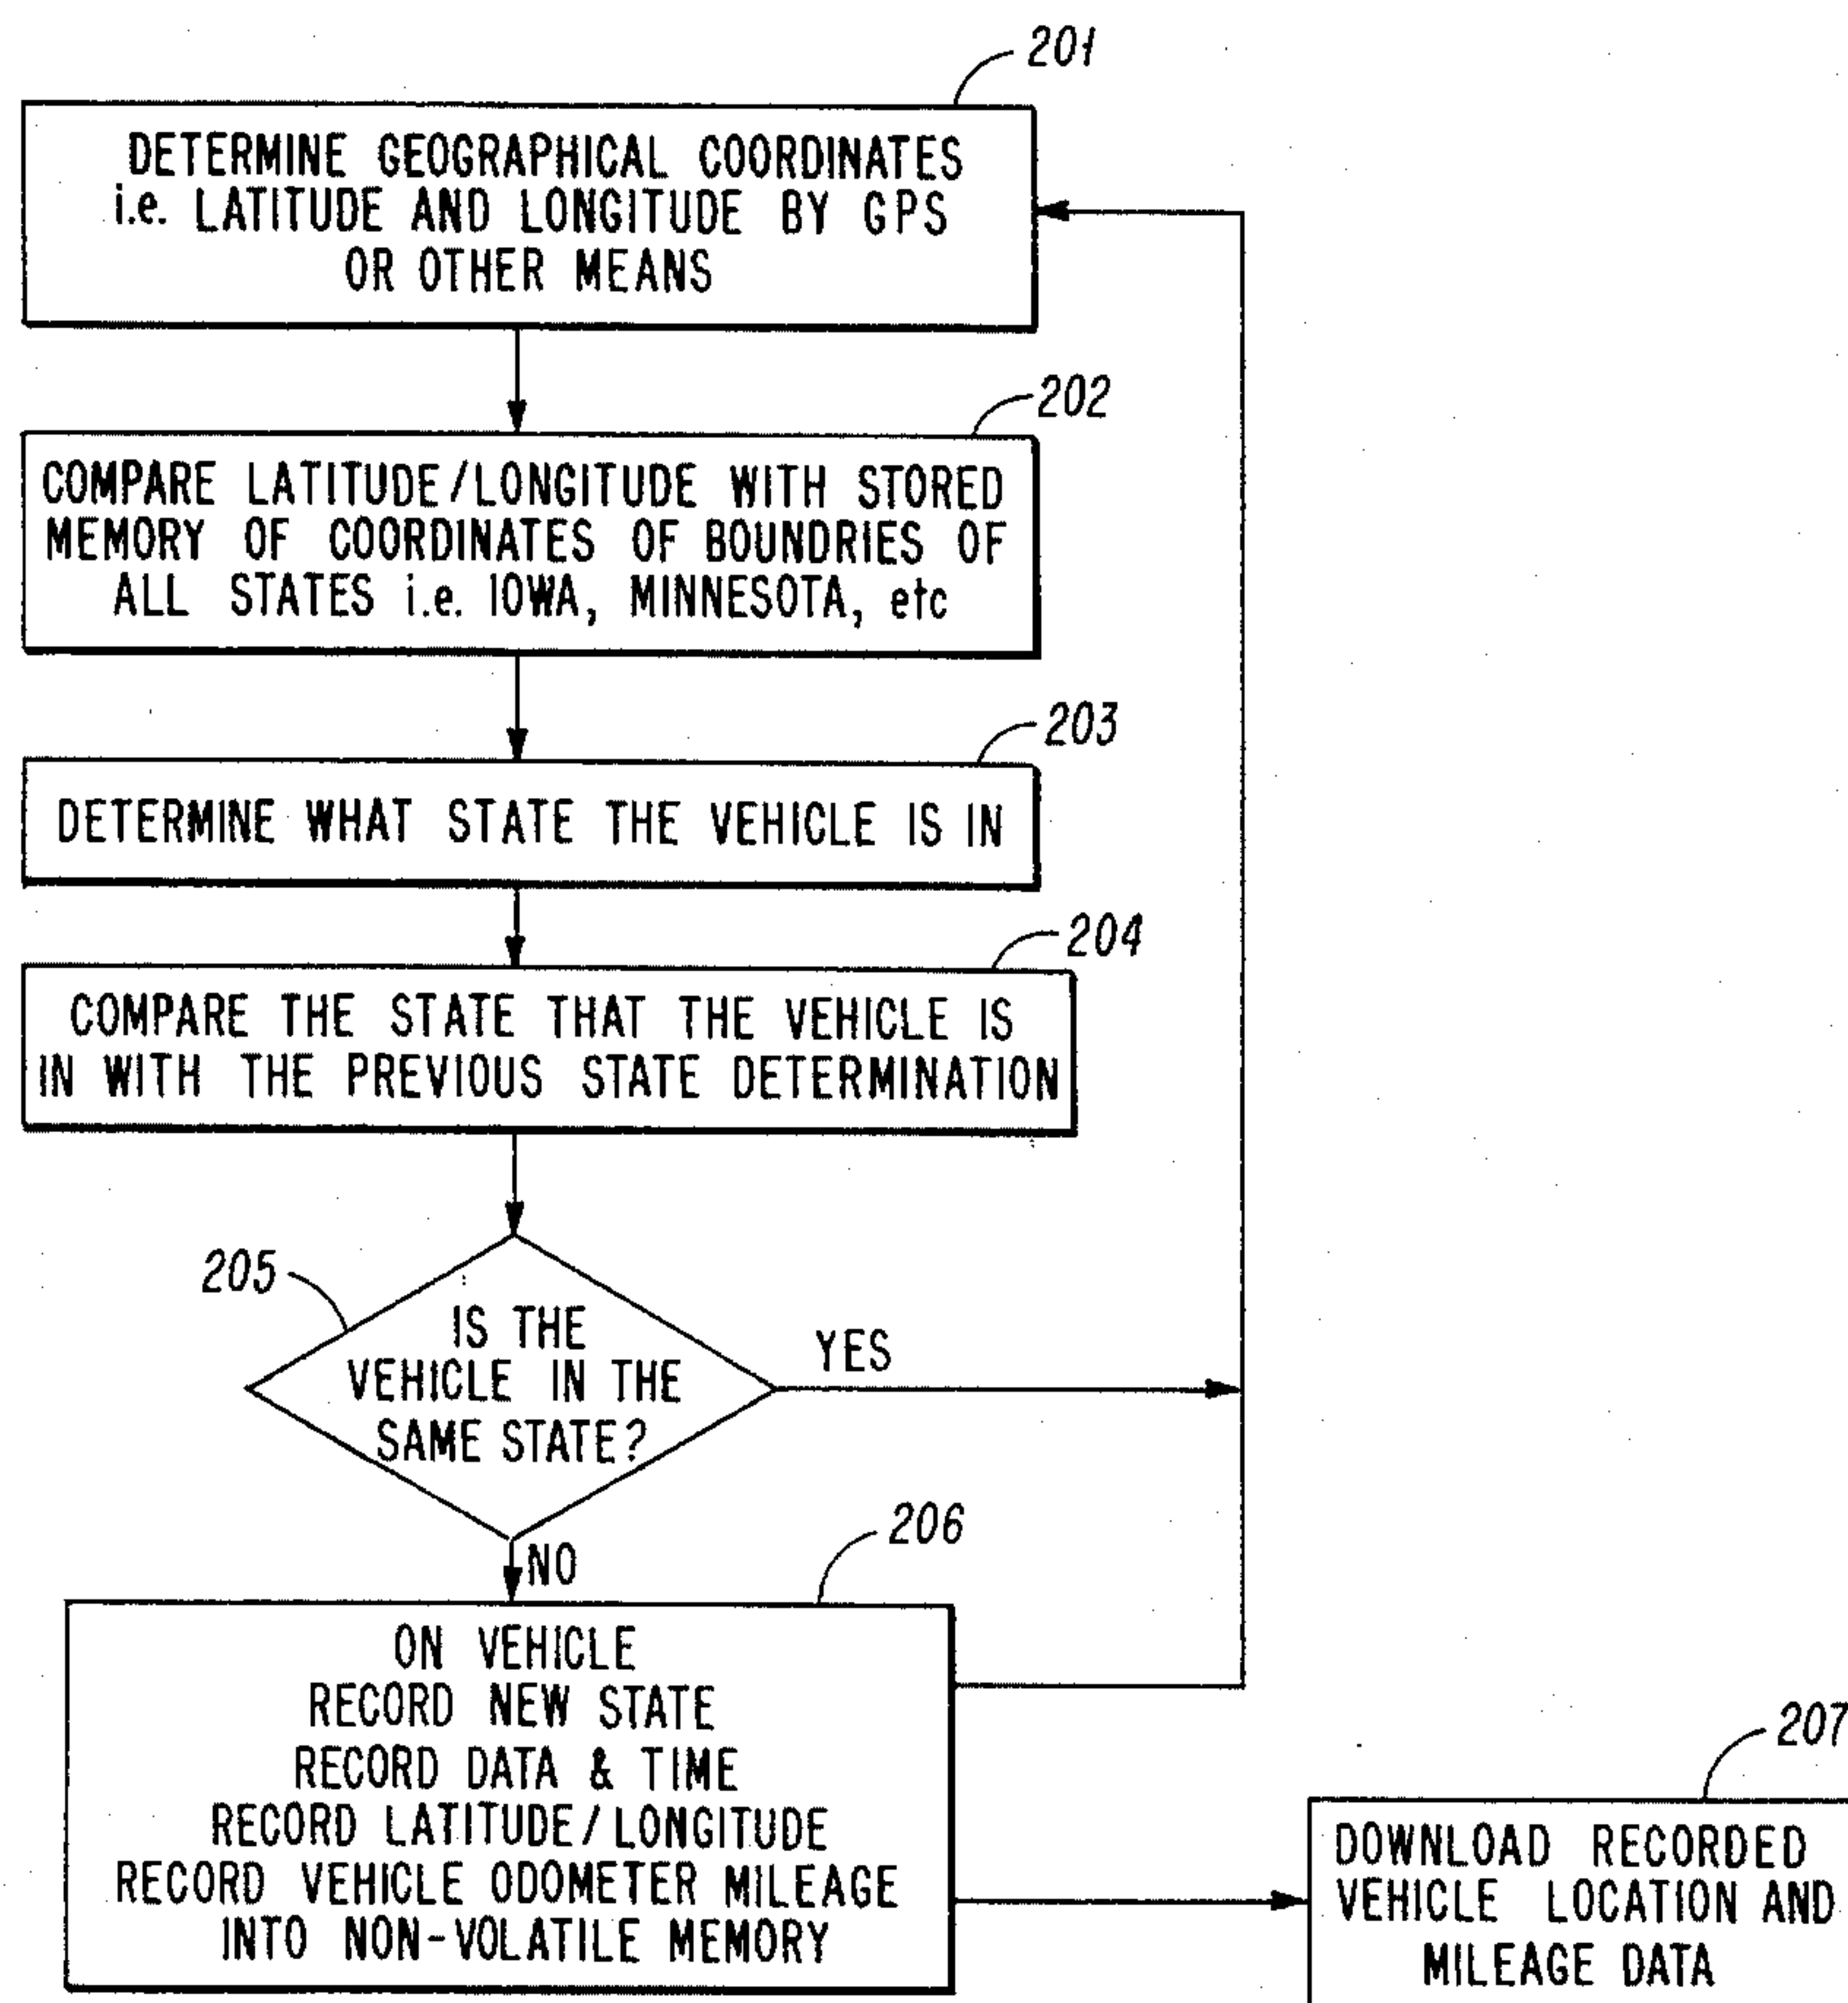 201
DETERMINE GEOGRAPHICAL COORDINATES
i.e. LATITUDE AND LONGITUDE BY GPS
OR OTHER MEANS
202
COMPARE LATITUDE/LONGITUDE WITH STORED
MEMORY OF COORDINATES OF BOUNDRIES OF
ALL STATES i.e. IOWA, MINNESOTA, etc
203
DETERMINE WHAT STATE THE VEHICLE IS IN
204
COMPARE THE STATE THAT THE VEHICLE IS
IN WITH THE PREVIOUS STATE DETERMINATION
205
IS THE
VEHICLE IN THE
SAME STATE?
YES
NO
206
ON VEHICLE
RECORD NEW STATE
RECORD DATA & TIME
RECORD LATITUDE/LONGITUDE
RECORD VEHICLE ODOMETER MILEAGE
INTO NON-VOLATILE MEMORY
207
DOWNLOAD RECORDED
VEHICLE LOCATION AND
MILEAGE DATA